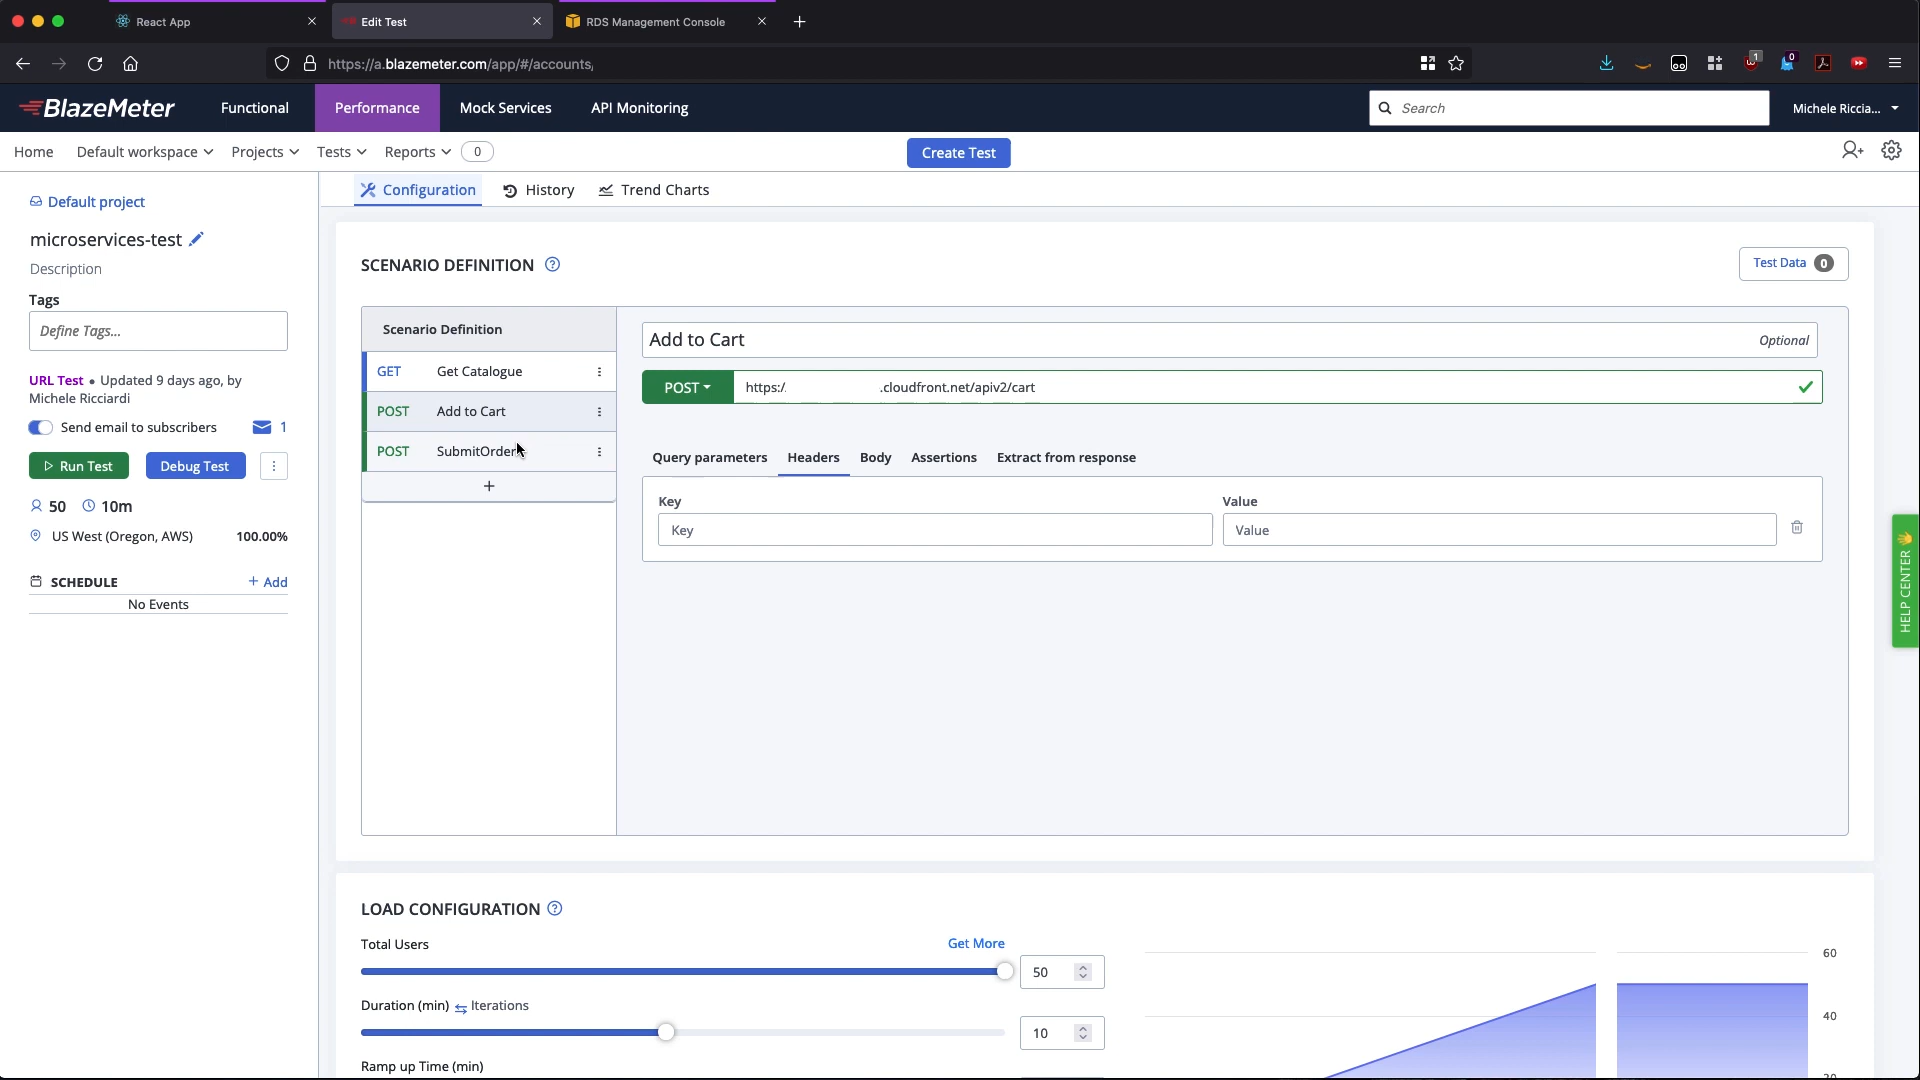 React App
Edit Test
RDS Management Console
https://a.blazemeter.com/app/#/accounts/
1
0
BlazeMeter
Functional
Performance
Mock Services
API Monitoring
Search
Michele Riccia...
Home
Default workspace
Projects
Tests
Reports
0
Create Test
Default project
microservices-test
Description
Tags
Define Tags...
URL Test • Updated 9 days ago, by
Michele Ricciardi
Send email to subscribers
1
Run Test
Debug Test
50
10m
US West (Oregon, AWS)
100.00%
SCHEDULE
+ Add
No Events
Configuration
History
Trend Charts
SCENARIO DEFINITION
Test Data 0
Scenario Definition
GET Get Catalogue
POST Add to Cart
POST SubmitOrder
+
Add to Cart
Optional
POST
https:/ .cloudfront.net/apiv2/cart
Query parameters
Headers
Body
Assertions
Extract from response
Key
Value
Key
Value
HELP CENTER
LOAD CONFIGURATION
Total Users
Get More
50
Duration (min) Iterations
10
Ramp up Time (min)
60
40
20